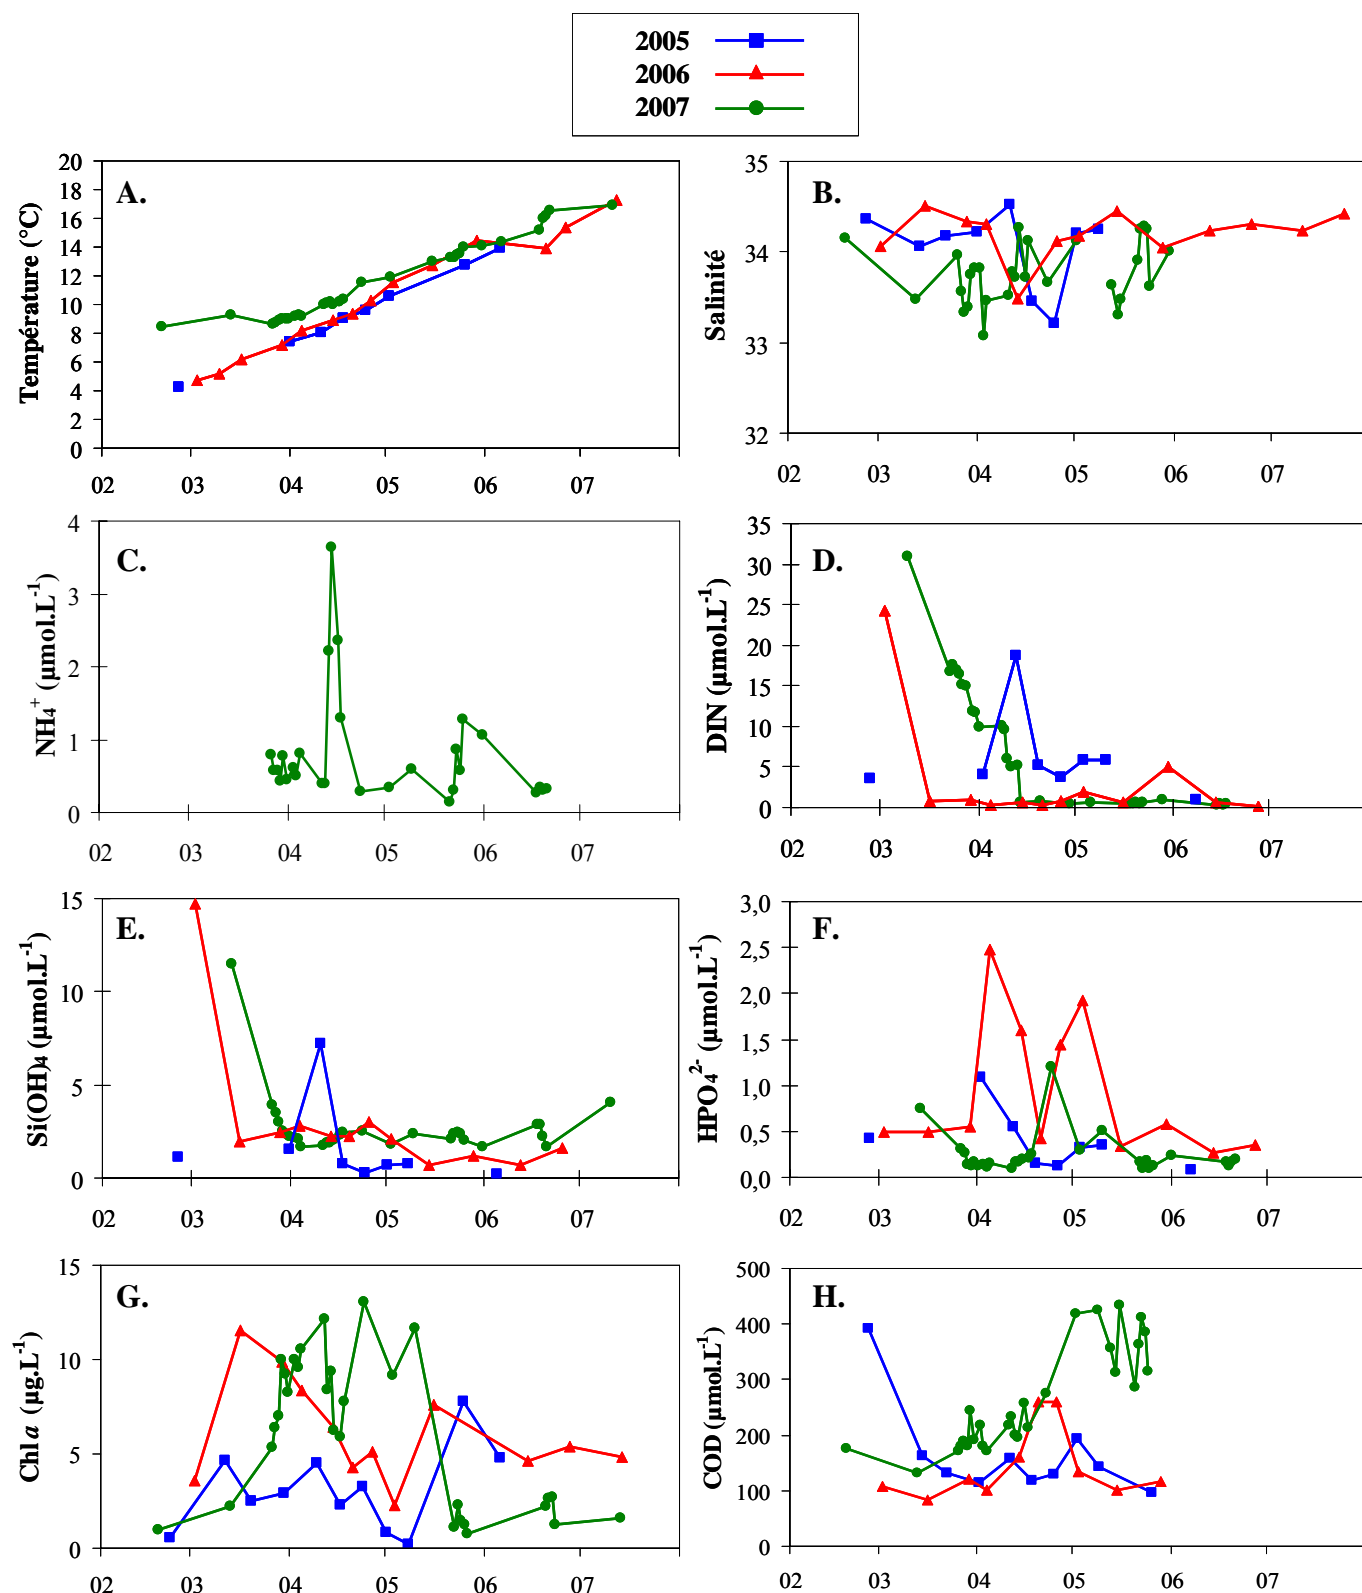 2005
2006
2007
A.
Température (°C)
20
18
16
14
12
10
8
6
4
2
0
02 03 04 05 06 07
B.
Salinité
35
34
33
32
02 03 04 05 06 07
C.
NH₄⁺ (µmol.L⁻¹)
4
3
2
1
0
02 03 04 05 06 07
D.
DIN (µmol.L⁻¹)
35
30
25
20
15
10
5
0
02 03 04 05 06 07
E.
Si(OH)₄ (µmol.L⁻¹)
15
10
5
0
02 03 04 05 06 07
F.
HPO₄²⁻ (µmol.L⁻¹)
3,0
2,5
2,0
1,5
1,0
0,5
0,0
02 03 04 05 06 07
G.
Chl a (µg.L⁻¹)
15
10
5
0
02 03 04 05 06 07
H.
COD (µmol.L⁻¹)
500
400
300
200
100
0
02 03 04 05 06 07